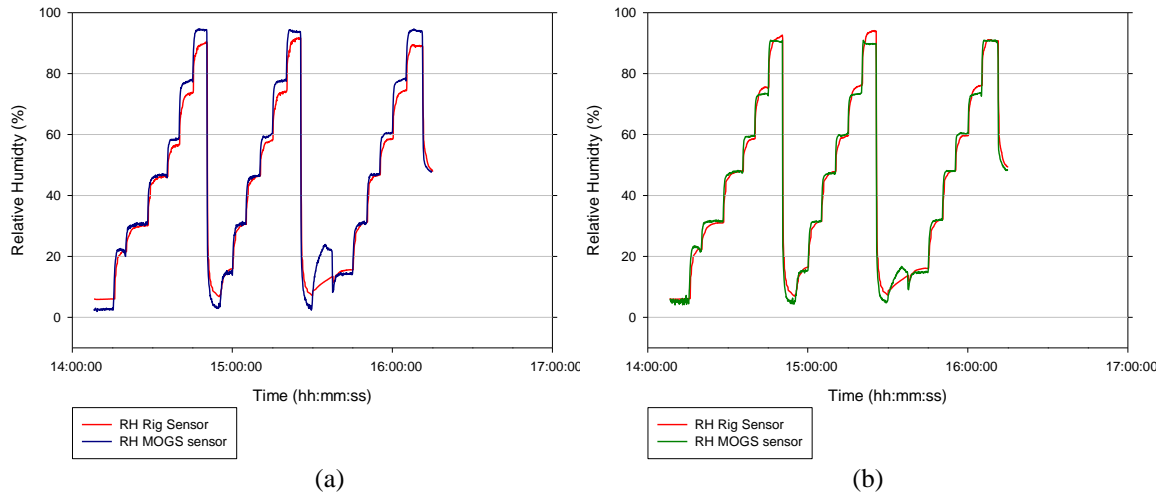 100
80
60
40
20
0
Relative Humidty (%)
14:00:00
15:00:00
16:00:00
17:00:00
Time (hh:mm:ss)
RH Rig Sensor
RH MOGS sensor
(a)
100
80
60
40
20
0
Relative Humidty (%)
14:00:00
15:00:00
16:00:00
17:00:00
Time (hh:mm:ss)
RH Rig Sensor
RH MOGS sensor
(b)